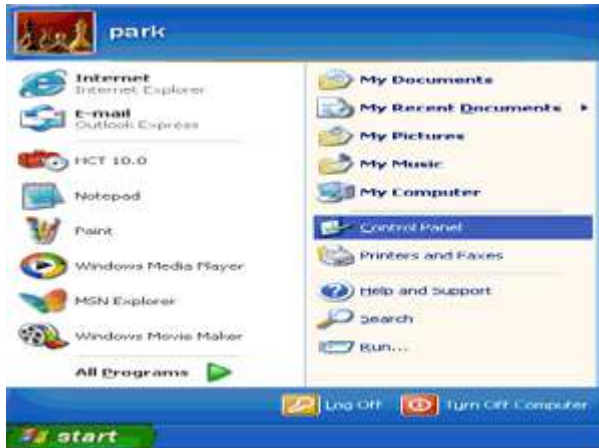 park
Internet
Internet Explorer
E-mail
Outlook Express
HCT 10.0
Notepad
Paint
Windows Media Player
MSN Explorer
Windows Movie Maker
All Programs
My Documents
My Recent Documents
My Pictures
My Music
My Computer
Control Panel
Printers and Faxes
Help and Support
Search
Run...
Log Off
Turn Off Computer
start